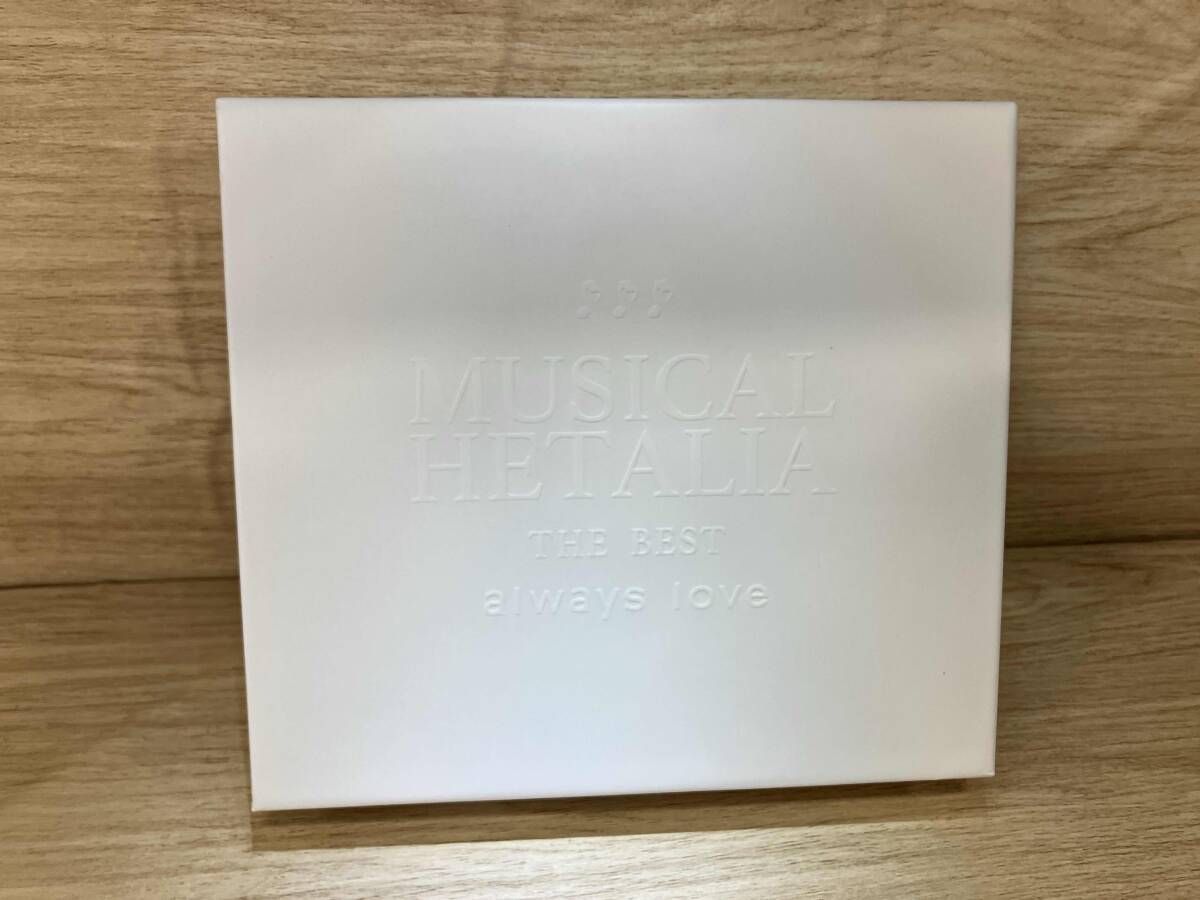 MUSICAL
HETALIA
THE BEST
always love